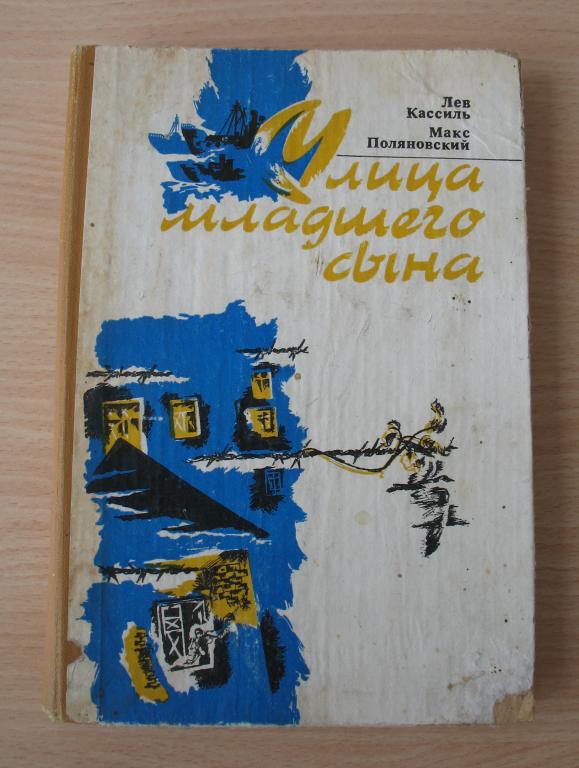 Лев
Кассиль
Макс
Поляновский
Улица
младшего
сына